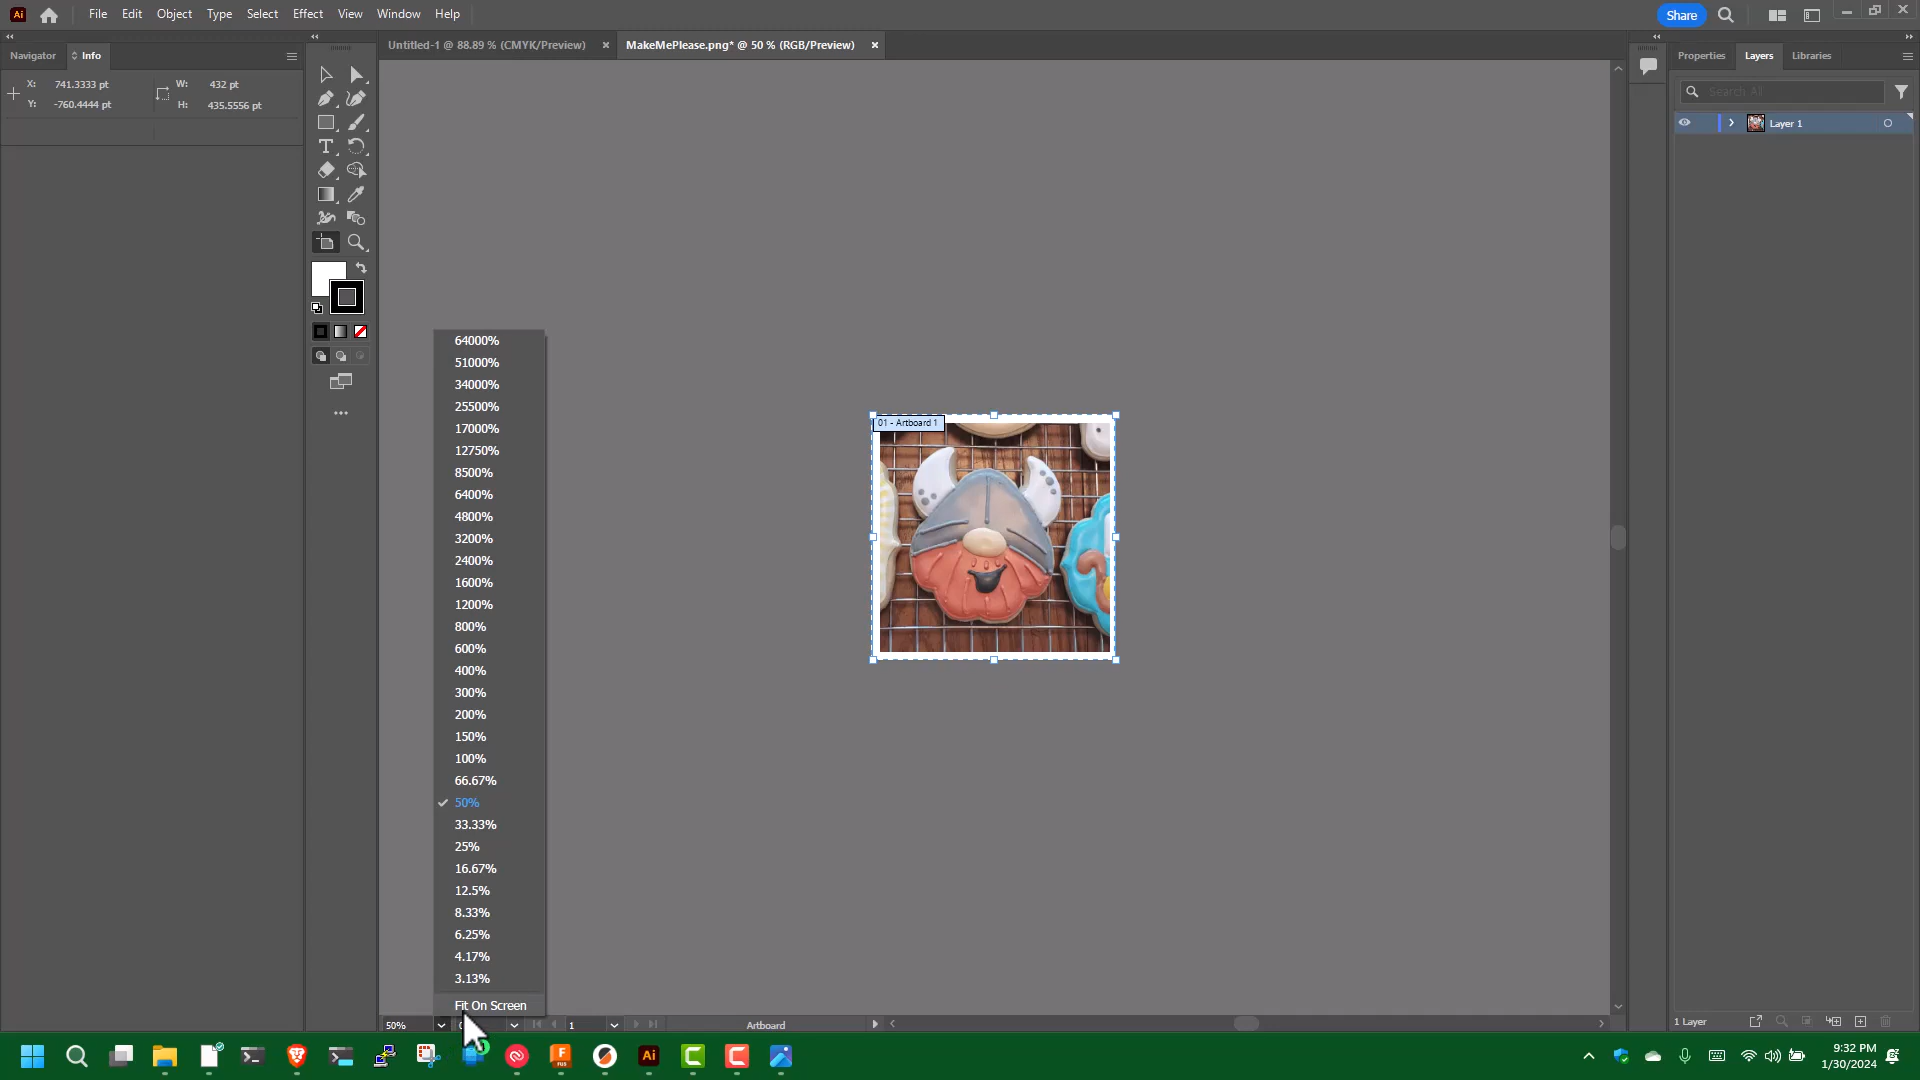 Ai File Edit Object Type Select Effect View Window Help Share
Navigator Info
Untitled-1 @ 88.89 % (CMYK/Preview) MakeMePlease.png* @ 50 % (RGB/Preview)
Properties Layers Libraries
X: 741.3333 pt W: 432 pt
Y: -760.4444 pt H: 435.5556 pt
Search All
Layer 1
64000%
51000%
34000%
25500%
17000%
12750%
8500%
6400%
4800%
3200%
2400%
1600%
1200%
800%
600%
400%
300%
200%
150%
100%
66.67%
50%
33.33%
25%
16.67%
12.5%
8.33%
6.25%
4.17%
3.13%
Fit On Screen
01 - Artboard 1
50% 1 Artboard
1 Layer
9:32 PM
1/30/2024